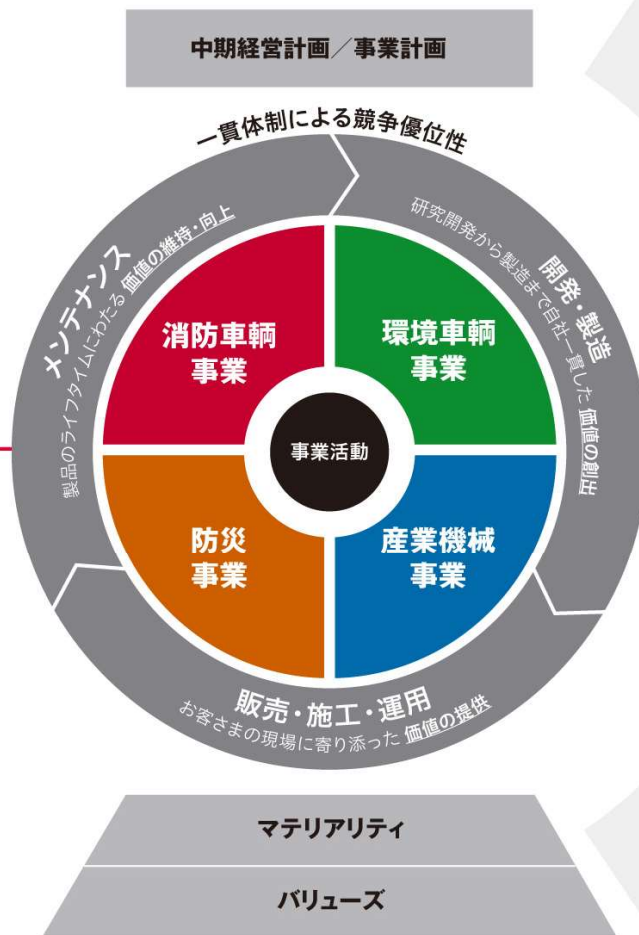 中期経営計画／事業計画
一貫体制による競争優位性
開発・製造
研究開発から製造まで自社一貫した 価値の創出
メンテナンス
製品のライフタイムにわたる 価値の維持・向上
消防車輌
事業
環境車輌
事業
事業活動
防災
事業
産業機械
事業
販売・施工・運用
お客さまの現場に寄り添った 価値の提供
マテリアリティ
バリューズ